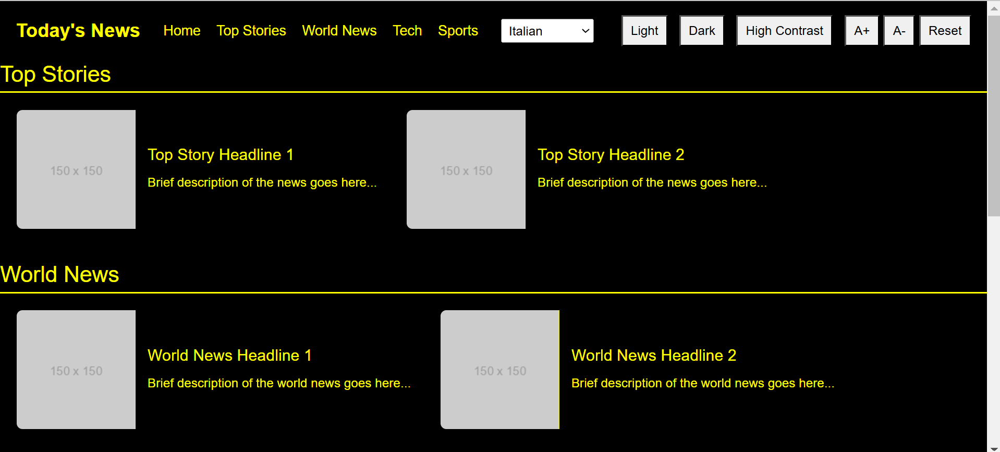 Today's News Home Top Stories World News Tech Sports Italian Light Dark High Contrast A+ A- Reset
Top Stories
150 x 150
Top Story Headline 1
Brief description of the news goes here...
150 x 150
Top Story Headline 2
Brief description of the news goes here...
World News
150 x 150
World News Headline 1
Brief description of the world news goes here...
150 x 150
World News Headline 2
Brief description of the world news goes here...